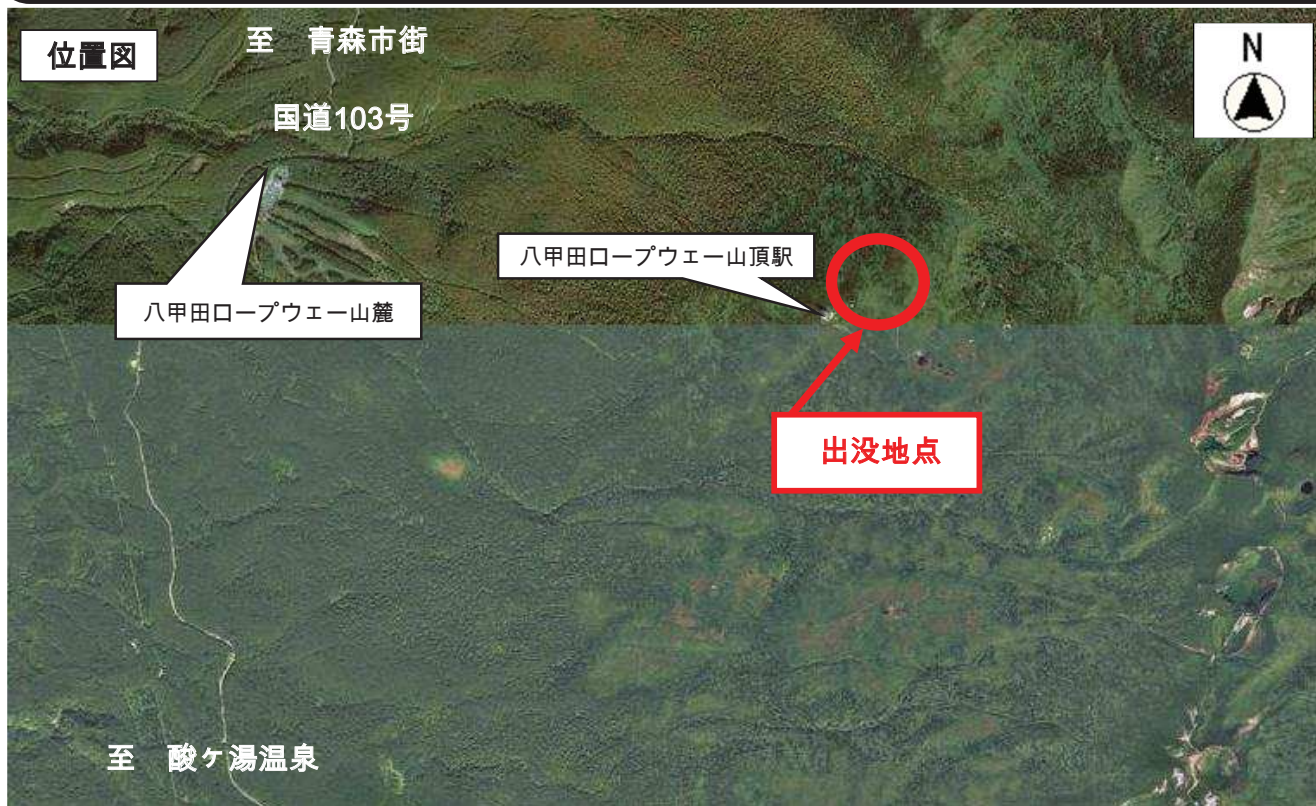 位置図
至　青森市街
N
国道103号
八甲田ロープウェー山頂駅
八甲田ロープウェー山麓
出没地点
至　酸ケ湯温泉